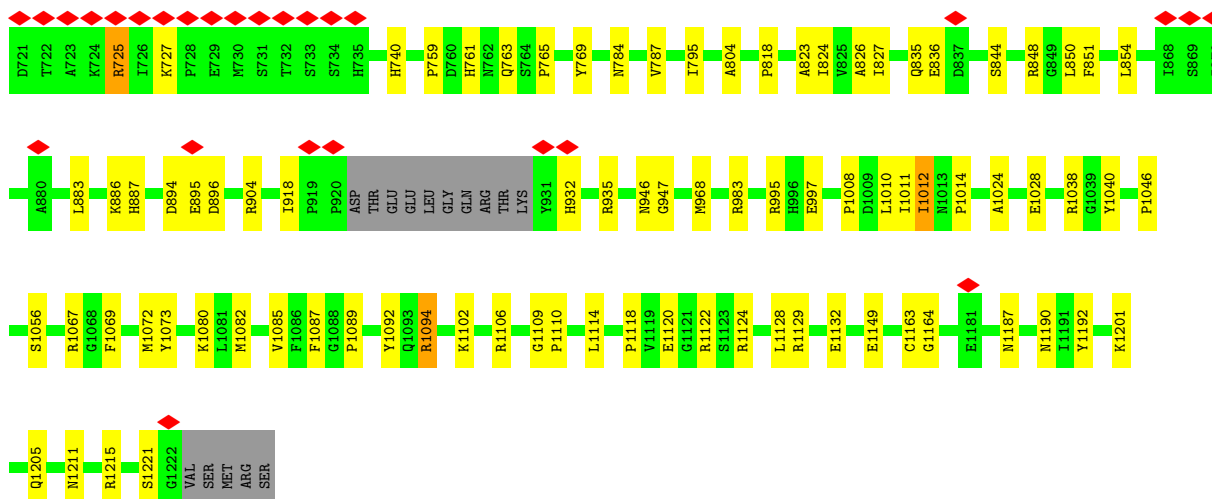 D721 T722 A723 K724 R725 I726 K727 P728 E729 M730 S731 T732 S733 S734 H735 H740 P759 D760 H761 N762 Q763 S764 P765 Y769 N784 V787 I795 A804 P818 A823 I824 V825 A826 I827 Q835 E836 D837 S844 R848 G849 L850 F851 L854 I868 S869
A880 L883 K886 H887 D894 E895 D896 R904 I918 P919 P920 ASP THR GLU GLU LEU GLY GLN ARG THR LYS Y931 H932 R935 N946 G947 M968 R983 R995 H996 E997 P1008 D1009 L1010 I1011 I1012 N1013 P1014 A1024 E1028 R1038 G1039 Y1040 P1046
S1056 R1067 G1068 F1069 M1072 Y1073 K1080 L1081 M1082 V1085 F1086 F1087 G1088 P1089 Y1092 Q1093 R1094 K1102 R1106 G1109 P1110 L1114 P1118 V1119 E1120 G1121 R1122 S1123 R1124 L1128 R1129 E1132 E1149 C1163 G1164 E1181 N1187 N1190 I1191 Y1192 K1201
Q1205 N1211 R1215 S1221 G1222 VAL SER MET ARG SER